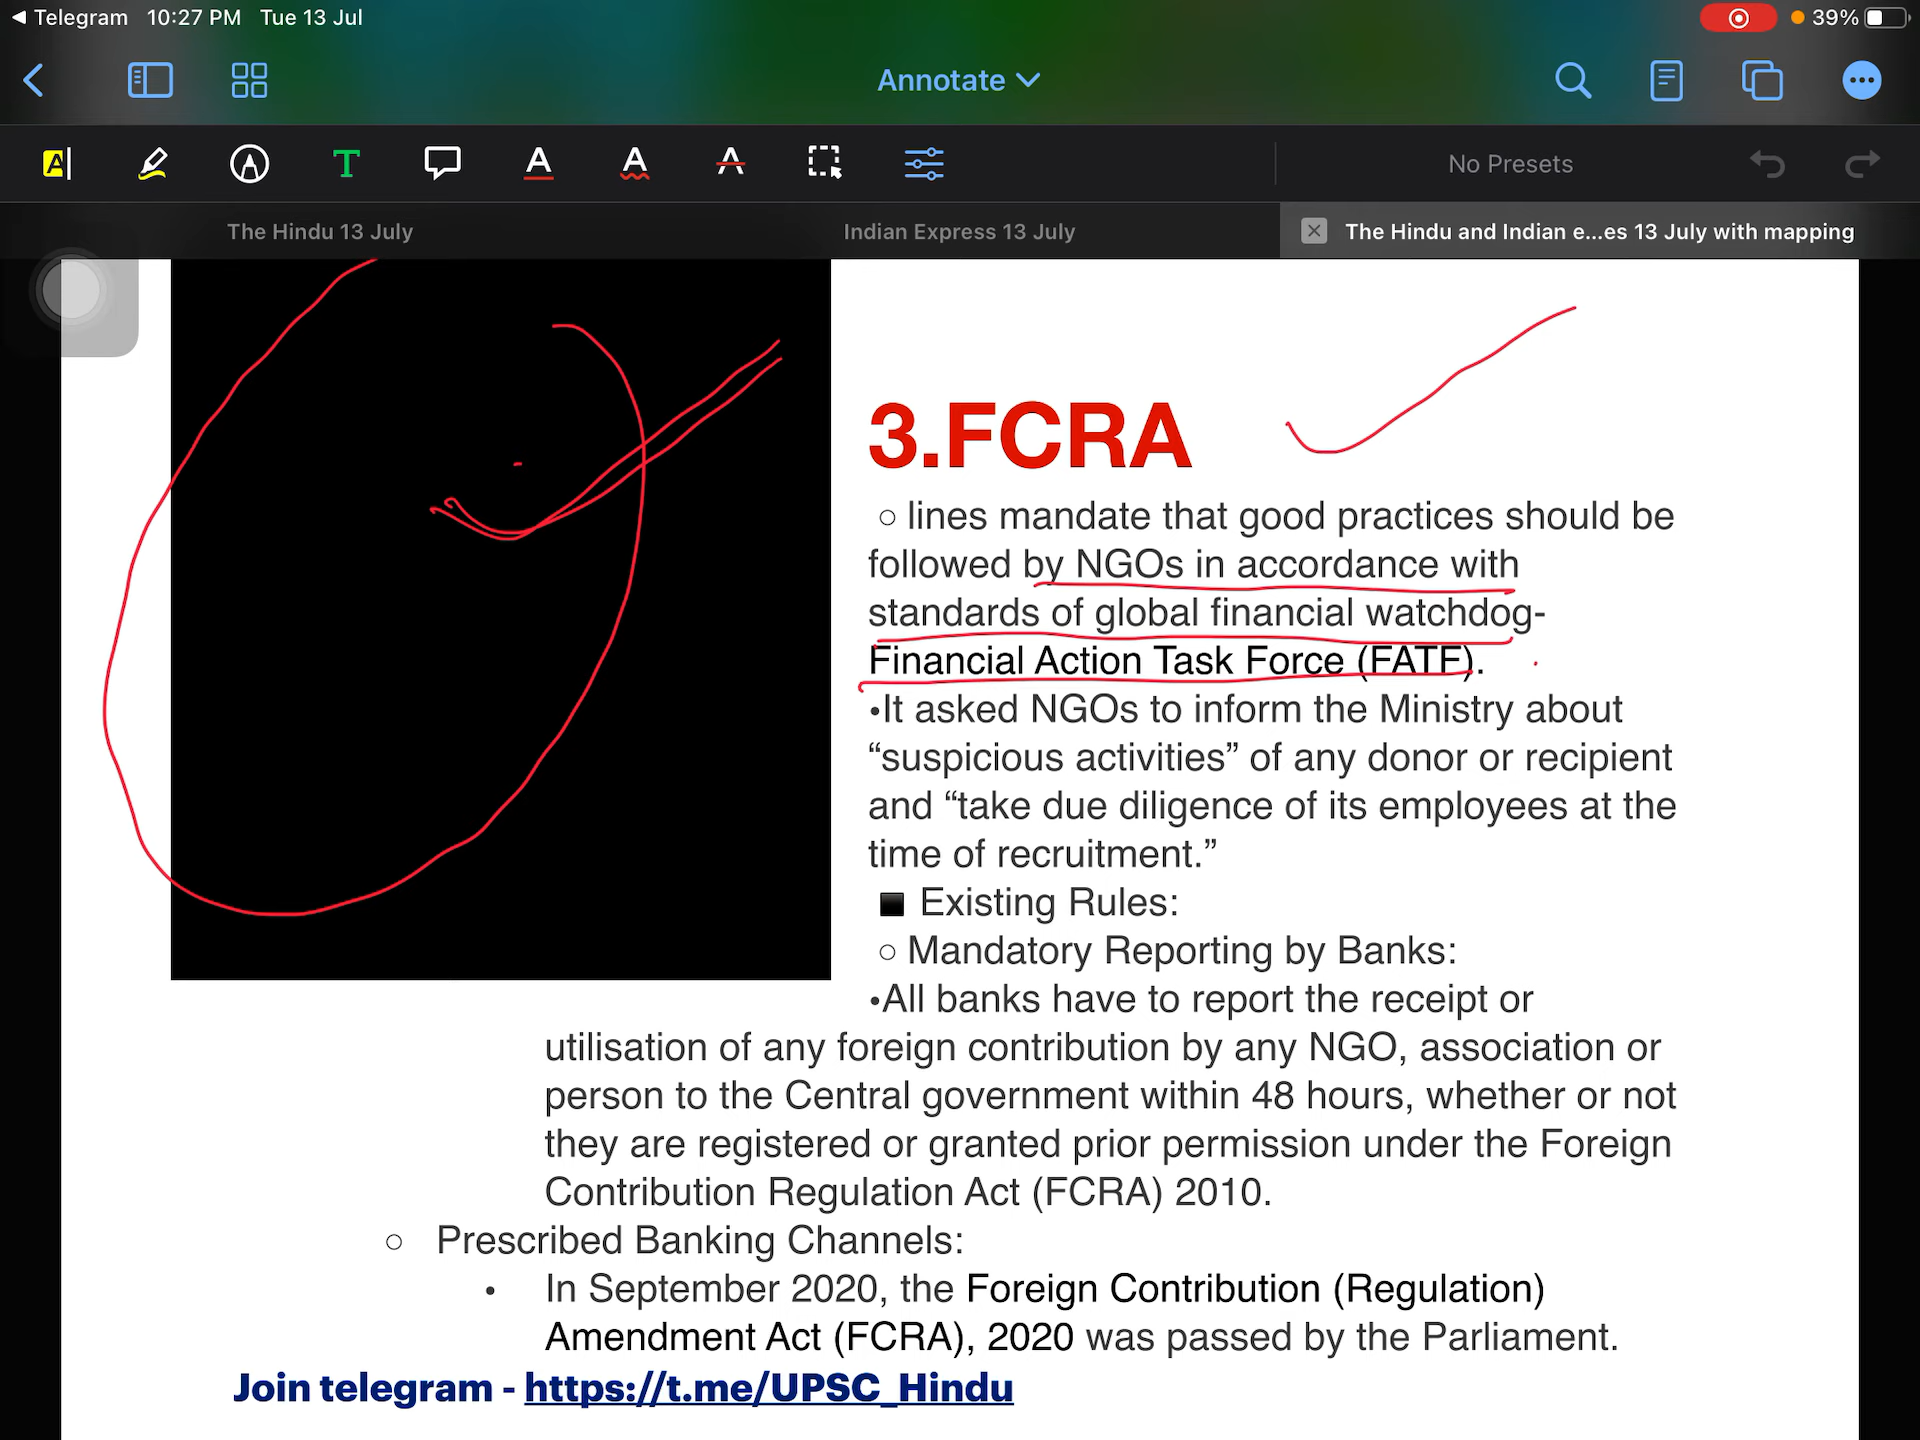 Telegram 10:27 PM Tue 13 Jul
39%
Annotate
A
T
A
A
A
No Presets
The Hindu 13 July
Indian Express 13 July
The Hindu and Indian e...es 13 July with mapping
3.FCRA
○ lines mandate that good practices should be
followed by NGOs in accordance with
standards of global financial watchdog-
Financial Action Task Force (FATF).
•It asked NGOs to inform the Ministry about
“suspicious activities” of any donor or recipient
and “take due diligence of its employees at the
time of recruitment.”
■ Existing Rules:
○ Mandatory Reporting by Banks:
•All banks have to report the receipt or
utilisation of any foreign contribution by any NGO, association or
person to the Central government within 48 hours, whether or not
they are registered or granted prior permission under the Foreign
Contribution Regulation Act (FCRA) 2010.
○ Prescribed Banking Channels:
• In September 2020, the Foreign Contribution (Regulation)
Amendment Act (FCRA), 2020 was passed by the Parliament.
Join telegram - https://t.me/UPSC_Hindu